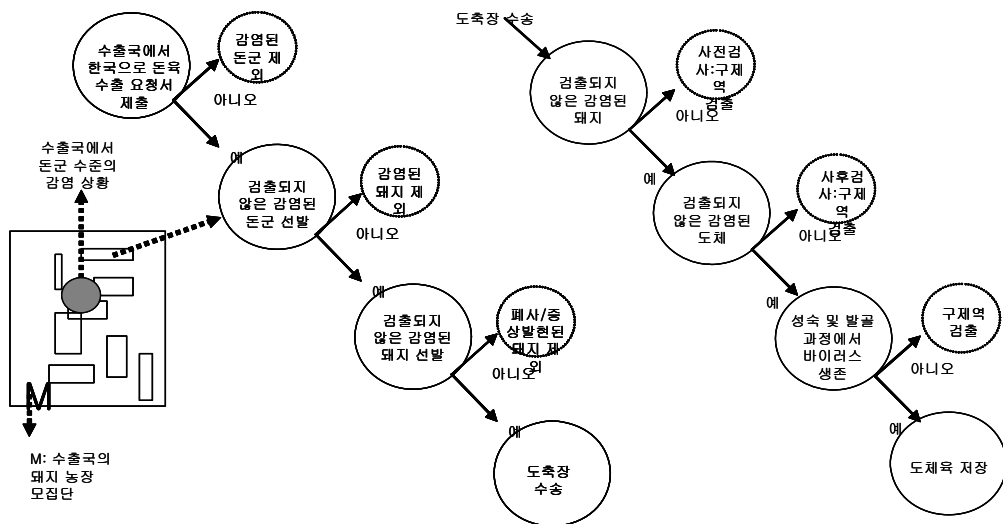 수출국에서
한국으로 돈육
수출 요청서
제출
감염된
돈군 제
외
아니오
예
수출국에서
돈군 수준의
감염 상황
검출되지
않은 감염된
돈군 선발
감염된
돼지 제
외
아니오
예
검출되지
않은 감염된
돼지 선발
폐사/증
상발현된
돼지 제
외
아니오
예
도축장
수송
M
M: 수출국의
돼지 농장
모집단
도축장 수송
검출되지
않은 감염된
돼지
사전검
사:구제
역
검출
아니오
예
검출되지
않은 감염된
도체
사후검
사:구제
역
검출
아니오
예
성숙 및 발골
과정에서
바이러스
생존
구제역
검출
아니오
예
도체육 저장